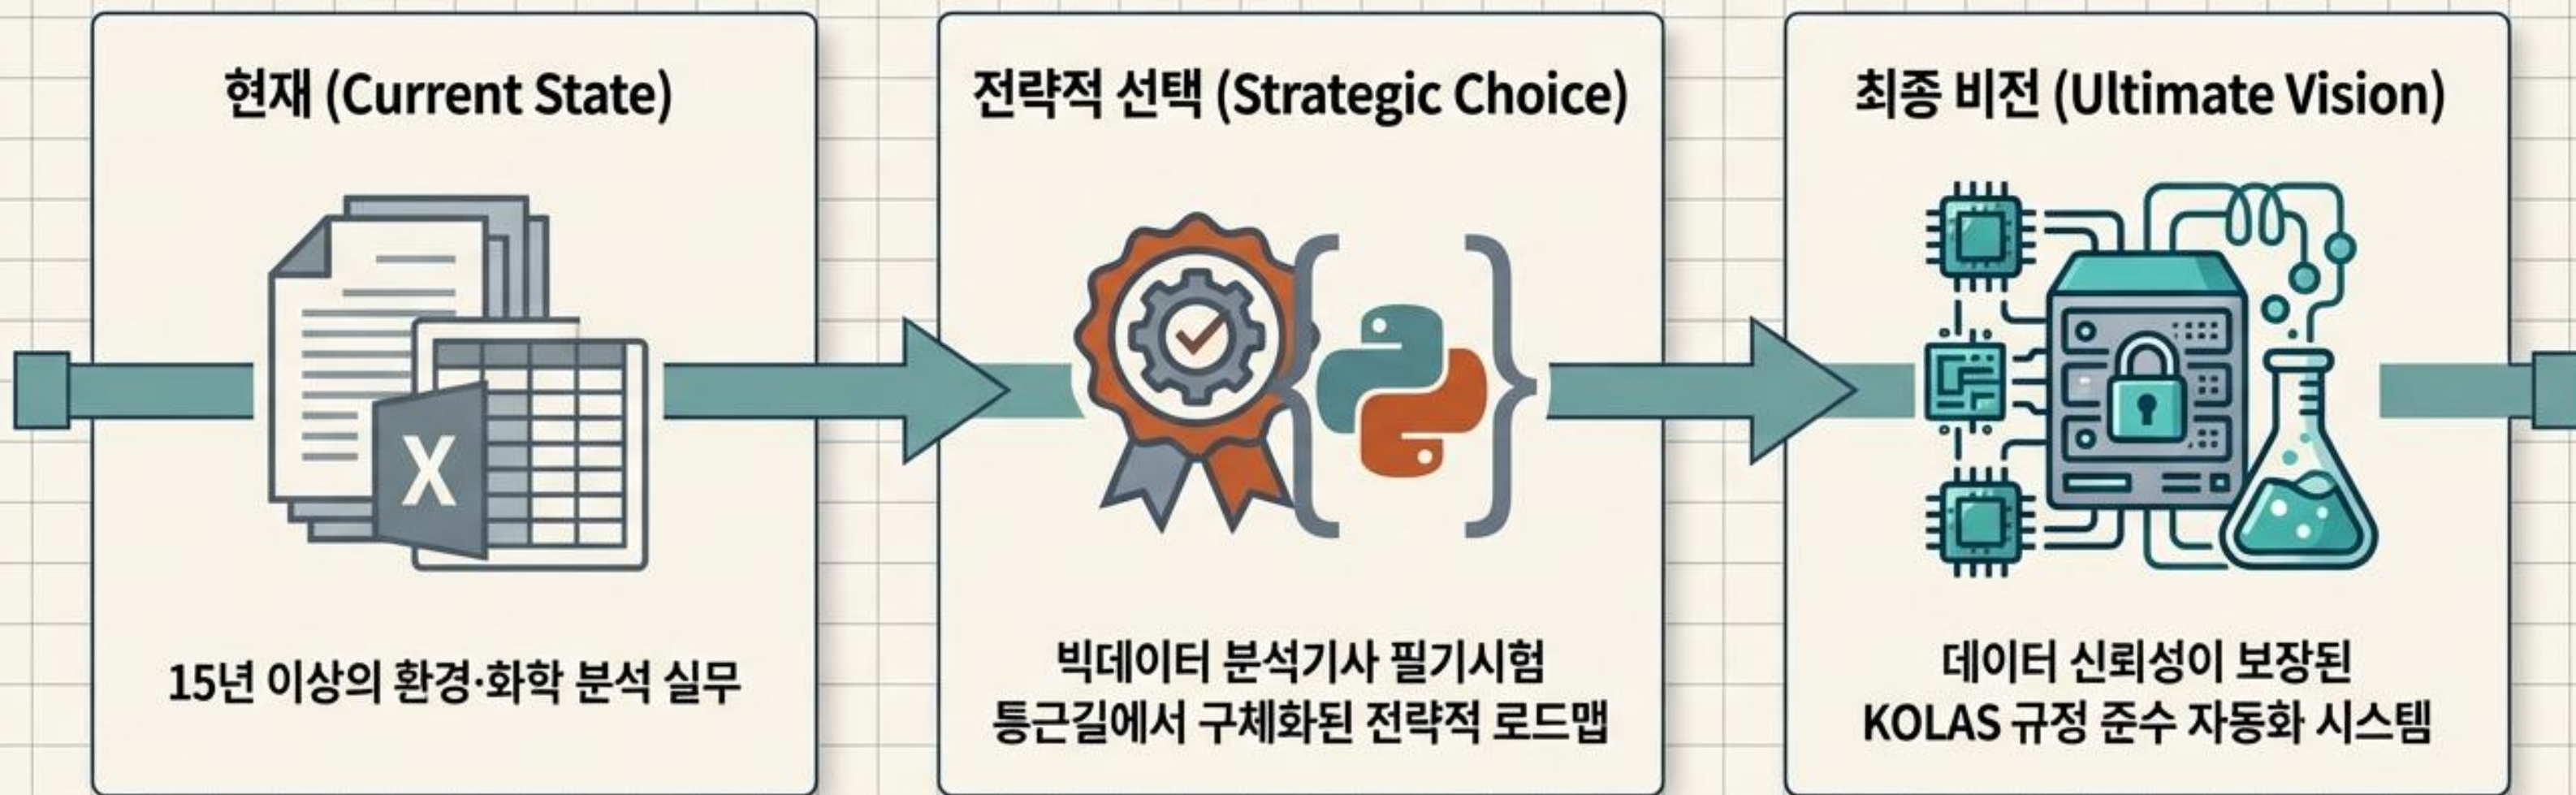 현재 (Current State)
X
15년 이상의 환경·화학 분석 실무
전략적 선택 (Strategic Choice)
빅데이터 분석기사 필기시험
통근길에서 구체화된 전략적 로드맵
최종 비전 (Ultimate Vision)
데이터 신뢰성이 보장된
KOLAS 규정 준수 자동화 시스템